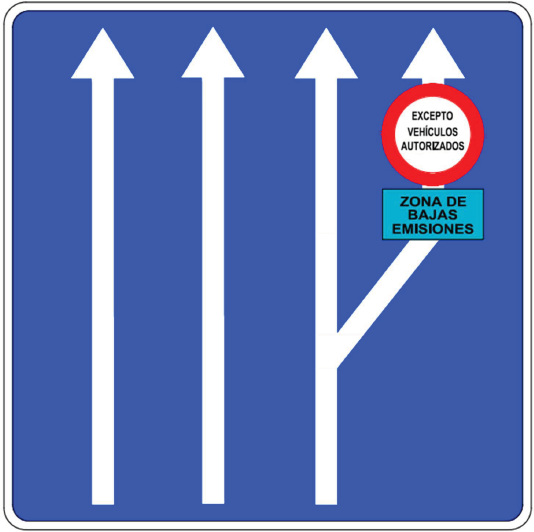 EXCEPTO
VEHÍCULOS
AUTORIZADOS
ZONA DE
BAJAS
EMISIONES